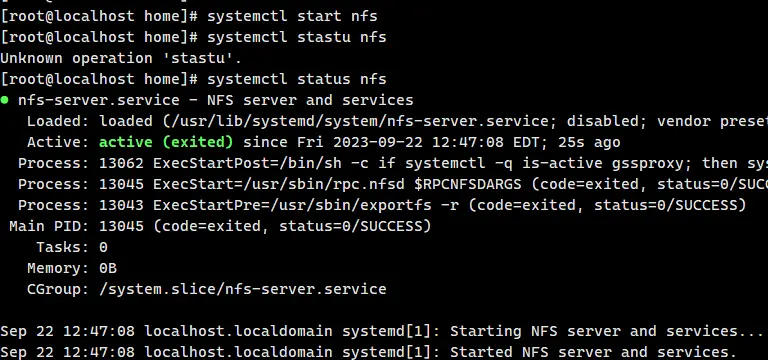 [root@localhost home]# systemctl start nfs
[root@localhost home]# systemctl stastu nfs
Unknown operation 'stastu'.
[root@localhost home]# systemctl status nfs
● nfs-server.service - NFS server and services
Loaded: loaded (/usr/lib/systemd/system/nfs-server.service; disabled; vendor preset
Active: active (exited) since Fri 2023-09-22 12:47:08 EDT; 25s ago
Process: 13062 ExecStartPost=/bin/sh -c if systemctl -q is-active gssproxy; then sys
Process: 13045 ExecStart=/usr/sbin/rpc.nfsd $RPCNFSDARGS (code=exited, status=0/SUCC
Process: 13043 ExecStartPre=/usr/sbin/exportfs -r (code=exited, status=0/SUCCESS)
Main PID: 13045 (code=exited, status=0/SUCCESS)
Tasks: 0
Memory: 0B
CGroup: /system.slice/nfs-server.service

Sep 22 12:47:08 localhost.localdomain systemd[1]: Starting NFS server and services...
Sep 22 12:47:08 localhost.localdomain systemd[1]: Started NFS server and services.